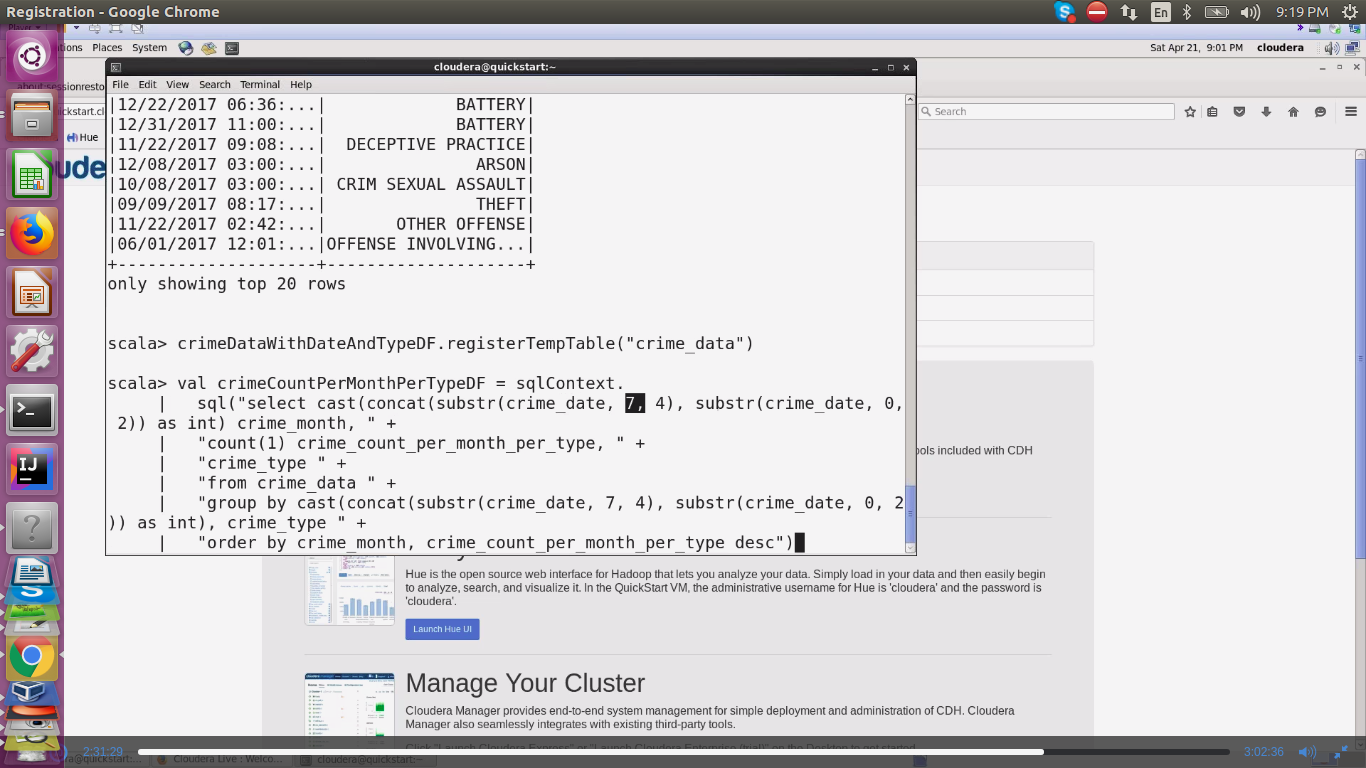 Registration - Google Chrome
En
9:19 PM
Places System
Sat Apr 21, 9:01 PM cloudera
cloudera@quickstart:~
File Edit View Search Terminal Help
about:sessionresto
ickstart.cl
Search
Hue
|12/22/2017 06:36:...| BATTERY|
|12/31/2017 11:00:...| BATTERY|
|11/22/2017 09:08:...| DECEPTIVE PRACTICE|
|12/08/2017 03:00:...| ARSON|
|10/08/2017 03:00:...| CRIM SEXUAL ASSAULT|
|09/09/2017 08:17:...| THEFT|
|11/22/2017 02:42:...| OTHER OFFENSE|
|06/01/2017 12:01:...|OFFENSE INVOLVING...|
+--------------------+--------------------+
only showing top 20 rows
scala> crimeDataWithDateAndTypeDF.registerTempTable("crime_data")
scala> val crimeCountPerMonthPerTypeDF = sqlContext.
| sql("select cast(concat(substr(crime_date, 7, 4), substr(crime_date, 0,
2)) as int) crime_month, " +
| "count(1) crime_count_per_month_per_type, " +
| "crime_type " +
| "from crime_data " +
| "group by cast(concat(substr(crime_date, 7, 4), substr(crime_date, 0, 2
)) as int), crime_type " +
| "order by crime_month, crime_count_per_month_per_type desc")
ools included with CDH
Hue is the open source web interface for Hadoop that lets you analyze your data. Simply load in your data and then easily begin
to analyze, search, and visualize it. In the QuickStart VM, the administrative username for Hue is 'cloudera' and the password is
'cloudera'.
Launch Hue UI
Manage Your Cluster
Cloudera Manager provides end-to-end system management for simple deployment and administration of CDH. Cloudera
Manager also seamlessly integrates with existing third-party tools.
2:31:29
3:02:36
Cloudera Live : Welco...
cloudera@quickstart:~